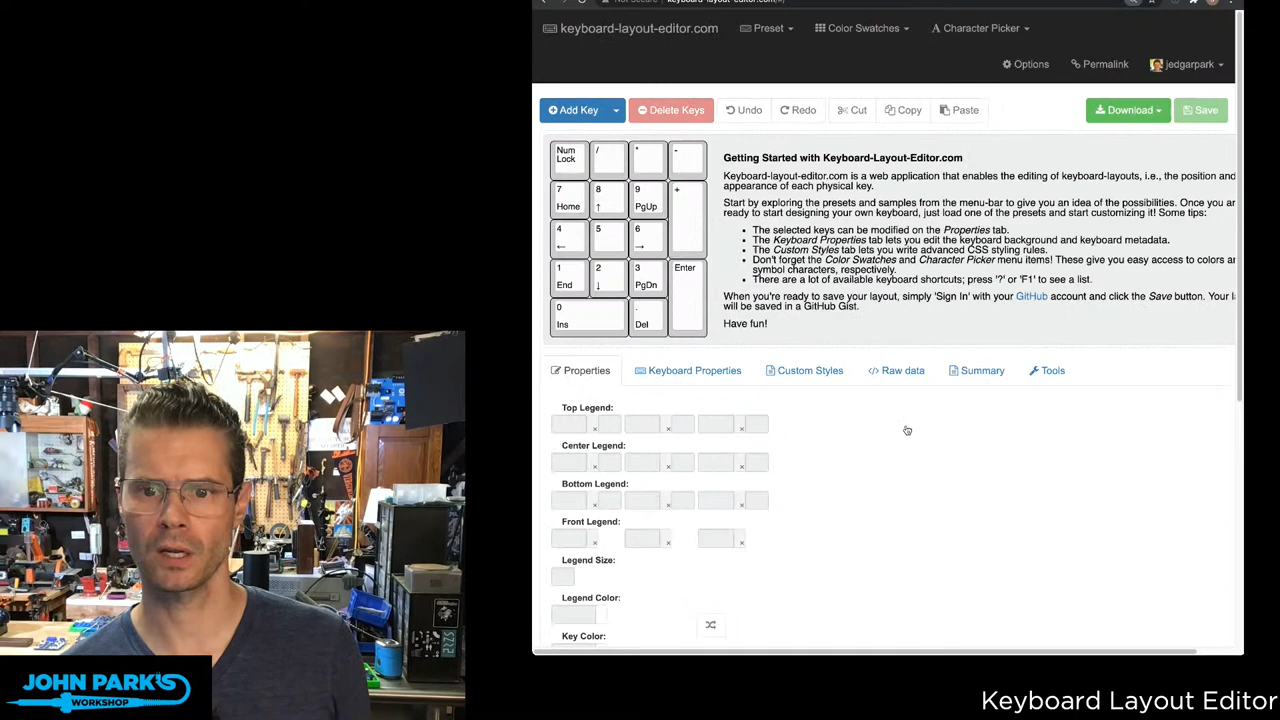 keyboard-layout-editor.com/#/
keyboard-layout-editor.com Preset Color Swatches Character Picker
Options Permalink jedgarpark
Add Key Delete Keys Undo Redo Cut Copy Paste Download Save
Num Lock / * -
7 Home 8 ↑ 9 PgUp +
4 ← 5 6 →
1 End 2 ↓ 3 PgDn Enter
0 Ins . Del
Getting Started with Keyboard-Layout-Editor.com
Keyboard-layout-editor.com is a web application that enables the editing of keyboard-layouts, i.e., the position and
appearance of each physical key.
Start by exploring the presets and samples from the menu-bar to give you an idea of the possibilities. Once you ar
ready to start designing your own keyboard, just load one of the presets and start customizing it! Some tips:
• The selected keys can be modified on the Properties tab.
• The Keyboard Properties tab lets you edit the keyboard background and keyboard metadata.
• The Custom Styles tab lets you write advanced CSS styling rules.
• Don't forget the Color Swatches and Character Picker menu items! These give you easy access to colors ar
symbol characters, respectively.
• There are a lot of available keyboard shortcuts; press '?' or 'F1' to see a list.
When you're ready to save your layout, simply 'Sign In' with your GitHub account and click the Save button. Your l
will be saved in a GitHub Gist.
Have fun!
Properties Keyboard Properties Custom Styles Raw data Summary Tools
Top Legend:
Center Legend:
Bottom Legend:
Front Legend:
Legend Size:
Legend Color:
Key Color:
JOHN PARK'S
WORKSHOP
Keyboard Layout Editor